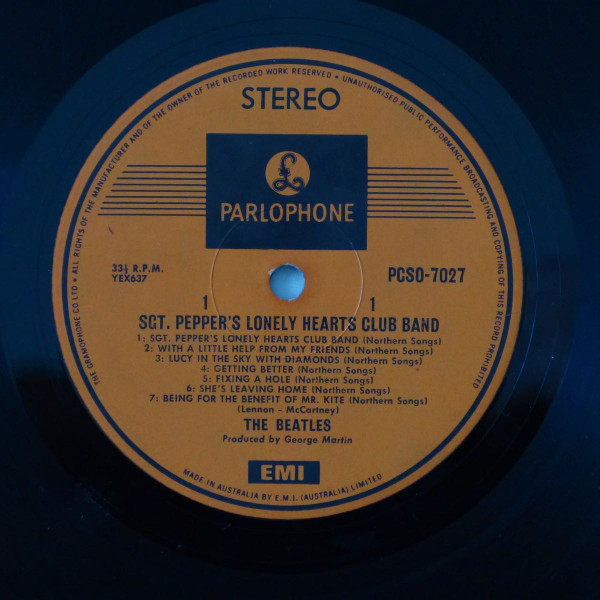 THE GRAMOPHONE CO LTD • ALL RIGHTS OF THE MANUFACTURER AND OF THE OWNER OF THE RECORDED WORK RESERVED • UNAUTHORISED PUBLIC PERFORMANCE BROADCASTING AND COPYING OF THIS RECORD PROHIBITED
STEREO
£
PARLOPHONE
33⅓ R.P.M.
YEX637
PCSO-7027
1 1
SGT. PEPPER'S LONELY HEARTS CLUB BAND
1: SGT. PEPPER'S LONELY HEARTS CLUB BAND (Northern Songs)
2: WITH A LITTLE HELP FROM MY FRIENDS (Northern Songs)
3: LUCY IN THE SKY WITH DIAMONDS (Northern Songs)
4: GETTING BETTER (Northern Songs)
5: FIXING A HOLE (Northern Songs)
6: SHE'S LEAVING HOME (Northern Songs)
7: BEING FOR THE BENEFIT OF MR. KITE (Northern Songs)
(Lennon - McCartney)
THE BEATLES
Produced by George Martin
EMI
MADE IN AUSTRALIA BY E.M.I. (AUSTRALIA) LIMITED